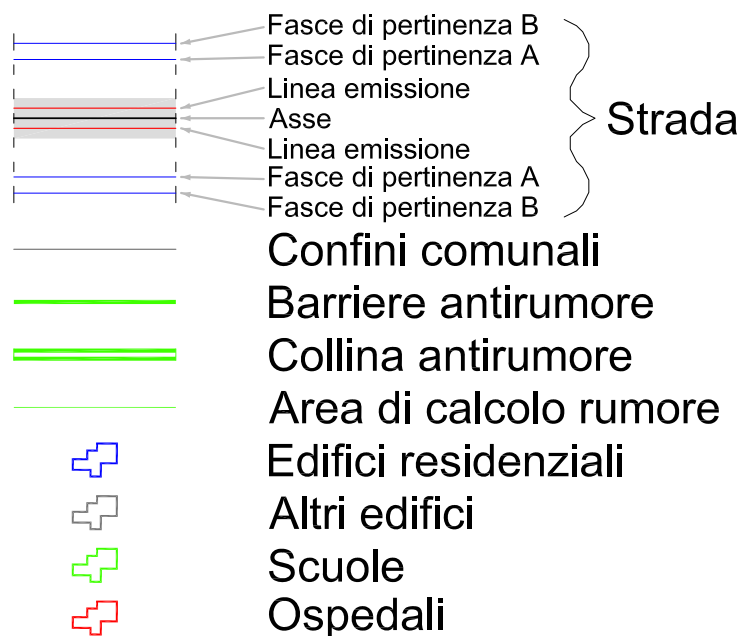 Fasce di pertinenza B
Fasce di pertinenza A
Linea emissione
Asse
Strada
Linea emissione
Fasce di pertinenza A
Fasce di pertinenza B
Confini comunali
Barriere antirumore
Collina antirumore
Area di calcolo rumore
Edifici residenziali
Altri edifici
Scuole
Ospedali